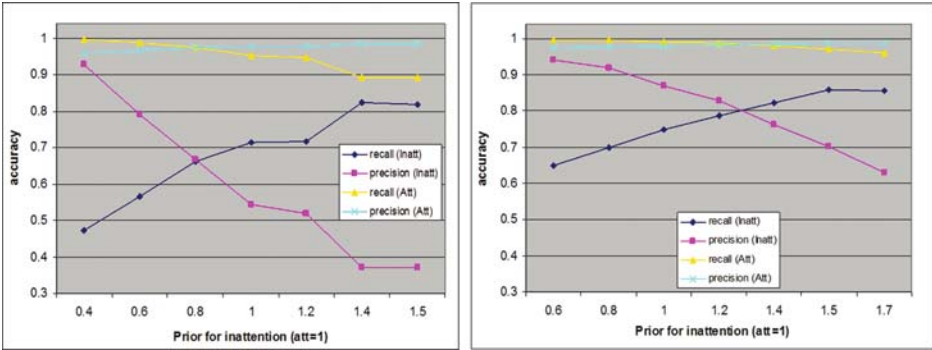 1
0.9
0.8
0.7
0.6
0.5
0.4
0.3
accuracy
recall (Inatt)
precision (Inatt)
recall (Att)
precision (Att)
0.4 0.6 0.8 1 1.2 1.4 1.5
Prior for inattention (att=1)
1
0.9
0.8
0.7
0.6
0.5
0.4
0.3
accuracy
recall (Inatt)
precision (Inatt)
recall (Att)
precision (Att)
0.6 0.8 1 1.2 1.4 1.5 1.7
Prior for inattention (att=1)